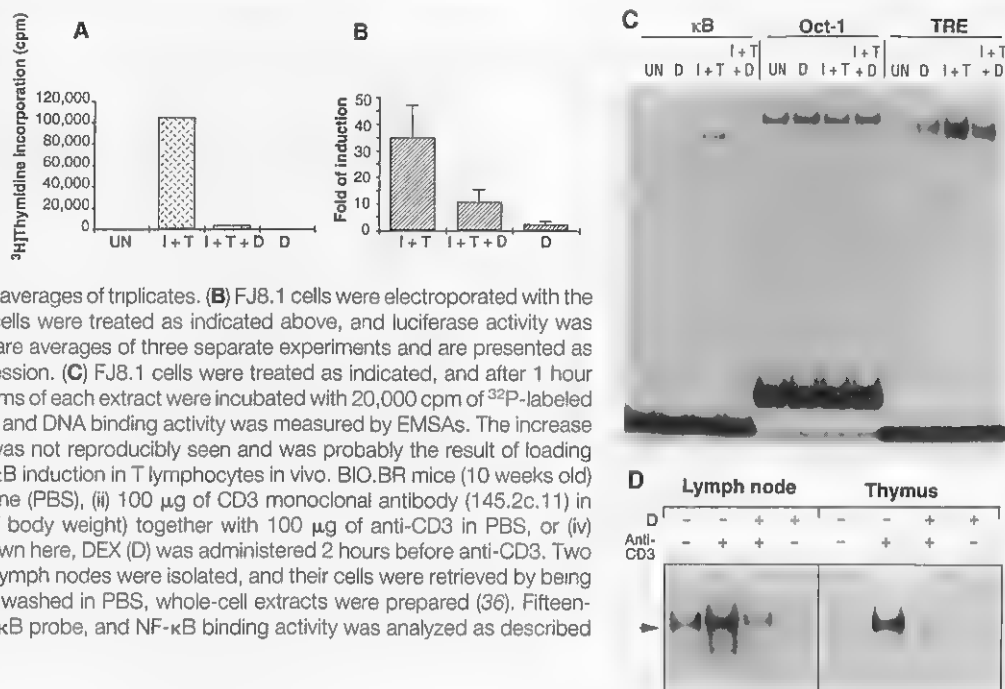 A
³H]Thymidine Incorporation (cpm)
120,000
100,000
80,000
60,000
40,000
20,000
0
UN I + T I + T + D D
B
Fold of induction
50
40
30
20
10
0
I + T I + T + D D
C
κB Oct-1 TRE
I + T I + T I + T
UN D I + T + D UN D I + T + D UN D I + T + D
averages of triplicates. (B) FJ8.1 cells were electroporated with the
cells were treated as indicated above, and luciferase activity was
are averages of three separate experiments and are presented as
ession. (C) FJ8.1 cells were treated as indicated, and after 1 hour
ms of each extract were incubated with 20,000 cpm of ³²P-labeled
and DNA binding activity was measured by EMSAs. The increase
was not reproducibly seen and was probably the result of loading
κB induction in T lymphocytes in vivo. BIO.BR mice (10 weeks old)
ne (PBS), (ii) 100 μg of CD3 monoclonal antibody (145.2c.11) in
body weight) together with 100 μg of anti-CD3 in PBS, or (iv)
wn here, DEX (D) was administered 2 hours before anti-CD3. Two
lymph nodes were isolated, and their cells were retrieved by being
washed in PBS, whole-cell extracts were prepared (36). Fifteen-
κB probe, and NF-κB binding activity was analyzed as described
D
Lymph node Thymus
D – – + + – – + +
Anti-CD3 – + + – – + + –